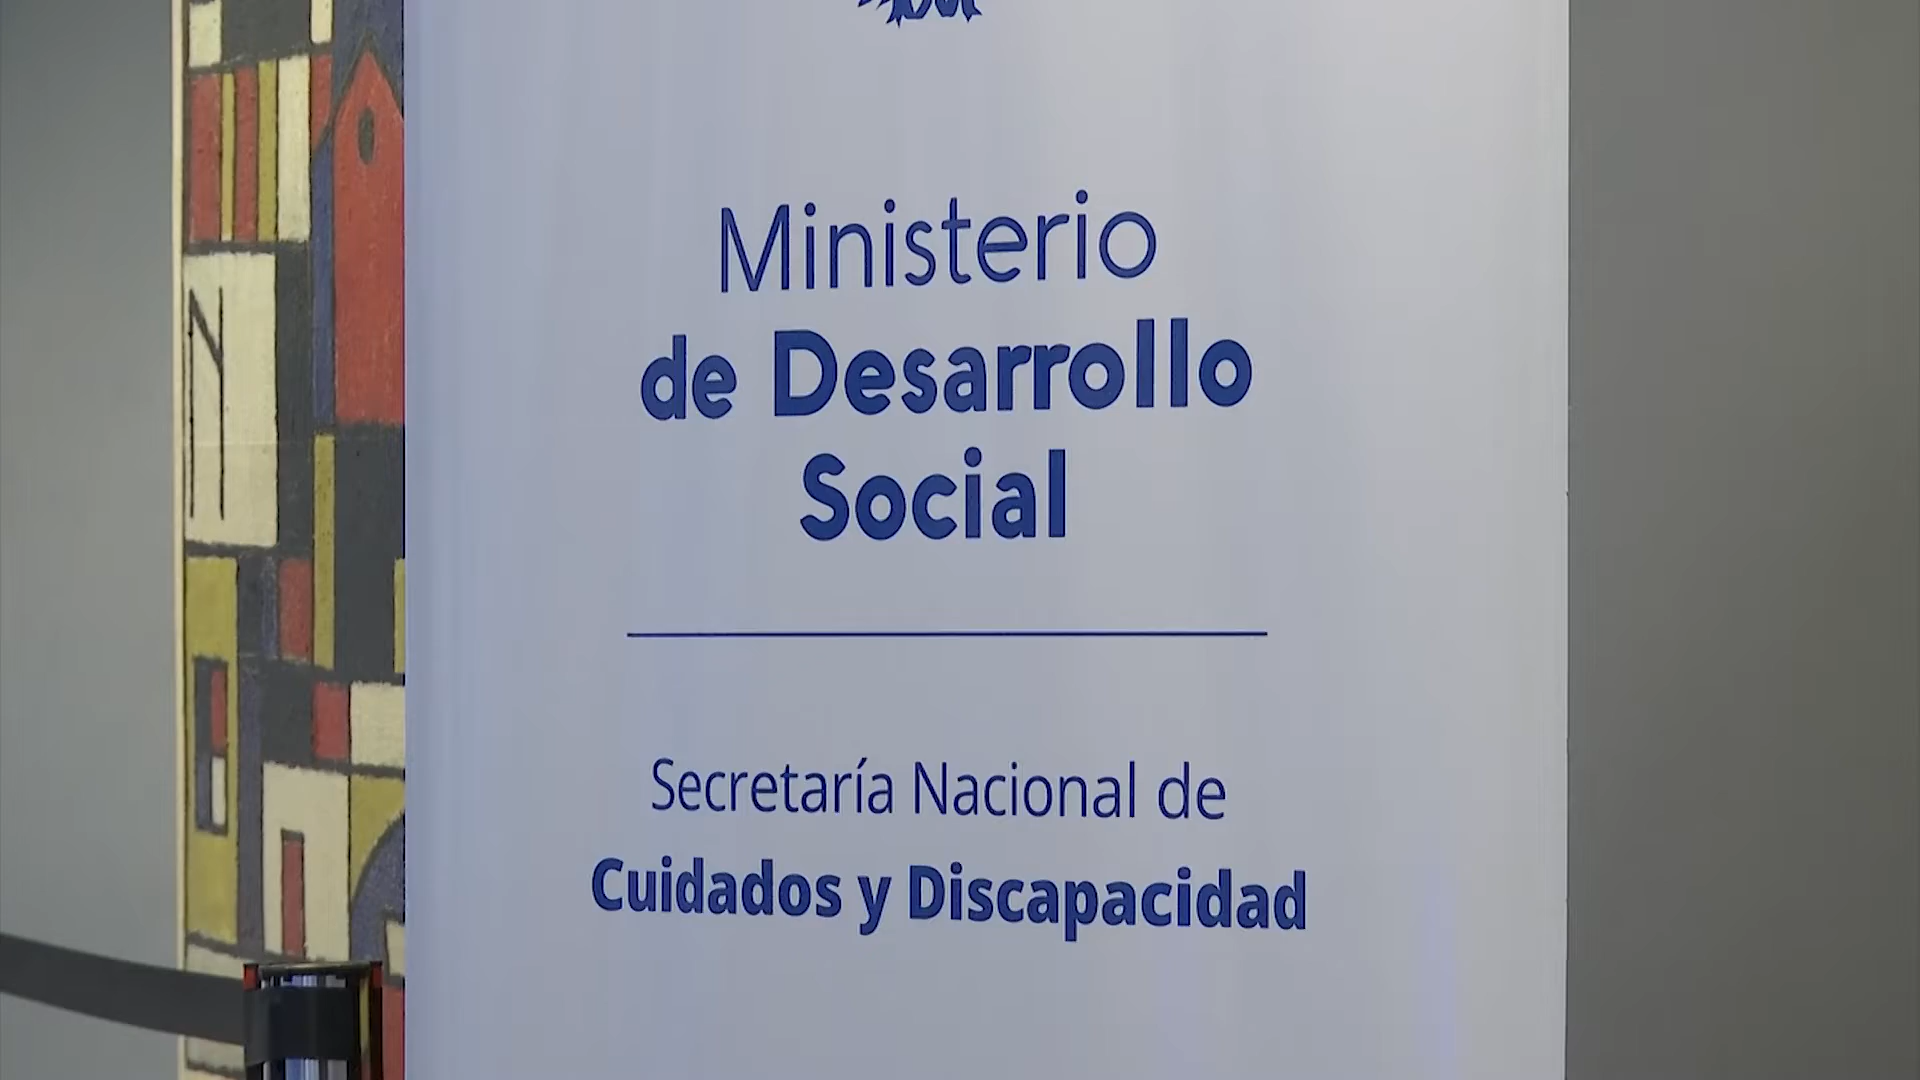 Ministerio
de Desarrollo
Social
Secretaría Nacional de
Cuidados y Discapacidad